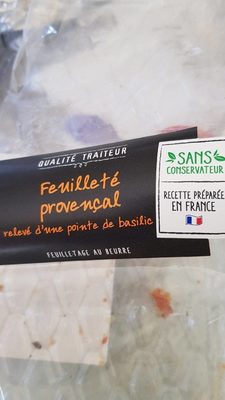 QUALITÉ TRAITEUR
Feuilleté
provençal
relevé d'une pointe de basilic
FEUILLETAGE AU BEURRE
SANS
CONSERVATEUR
RECETTE PRÉPARÉE
EN FRANCE